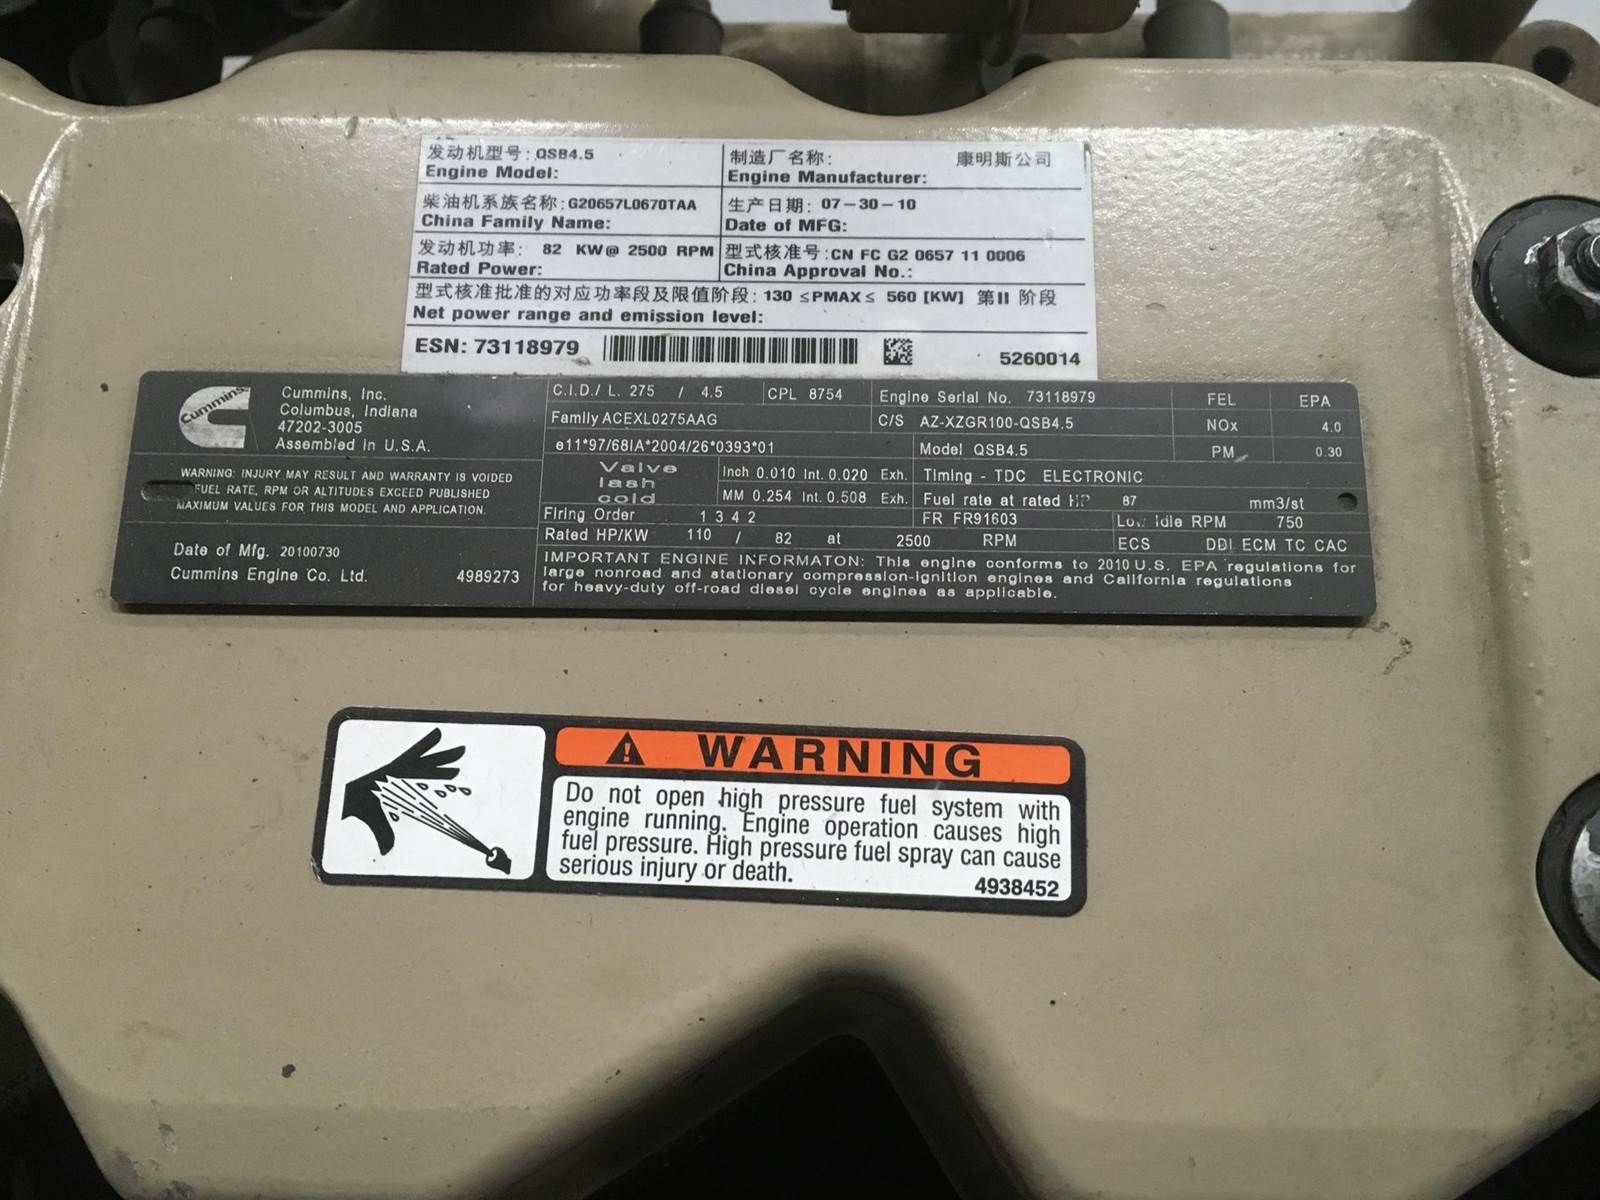 发动机型号: QSB4.5
Engine Model:
制造厂名称: 康明斯公司
Engine Manufacturer:
柴油机系族名称: G20657L0670TAA
China Family Name:
生产日期: 07-30-10
Date of MFG:
发动机功率: 82 KW@ 2500 RPM
Rated Power:
型式核准号: CN FC G2 0657 11 0006
China Approval No.:
型式核准批准的对应功率段及限值阶段: 130 ≤PMAX≤ 560 [KW] 第II 阶段
Net power range and emission level:
ESN: 73118979
5260014
Cummins
Cummins, Inc.
Columbus, Indiana
47202-3005
Assembled in U.S.A.
WARNING: INJURY MAY RESULT AND WARRANTY IS VOIDED
FUEL RATE, RPM OR ALTITUDES EXCEED PUBLISHED
MAXIMUM VALUES FOR THIS MODEL AND APPLICATION.
Date of Mfg. 20100730
Cummins Engine Co. Ltd. 4989273
C.I.D./ L. 275 / 4.5 CPL 8754 Engine Serial No. 73118979 FEL EPA
Family ACEXL0275AAG C/S AZ-XZGR100-QSB4.5 NOx 4.0
e11*97/68IA*2004/26*0393*01 Model QSB4.5 PM 0.30
Valve
lash
cold
Inch 0.010 Int. 0.020 Exh. Timing - TDC ELECTRONIC
MM 0.254 Int. 0.508 Exh. Fuel rate at rated HP 87 mm3/st
Firing Order 1 3 4 2 FR FR91603 Low Idle RPM 750
Rated HP/KW 110 / 82 at 2500 RPM ECS DDI ECM TC CAC
IMPORTANT ENGINE INFORMATON: This engine conforms to 2010 U.S. EPA regulations for
large nonroad and stationary compression-ignition engines and California regulations
for heavy-duty off-road diesel cycle engines as applicable.
WARNING
Do not open high pressure fuel system with
engine running. Engine operation causes high
fuel pressure. High pressure fuel spray can cause
serious injury or death.
4938452